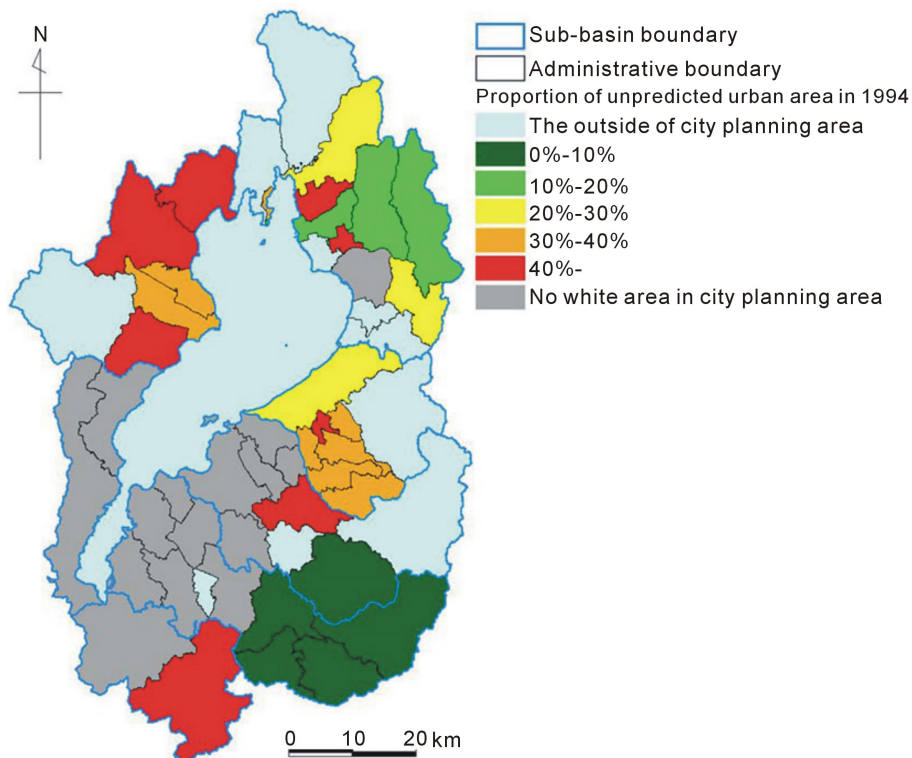 N
Sub-basin boundary
Administrative boundary
Proportion of unpredicted urban area in 1994
The outside of city planning area
0%-10%
10%-20%
20%-30%
30%-40%
40%-
No white area in city planning area
0 10 20 km